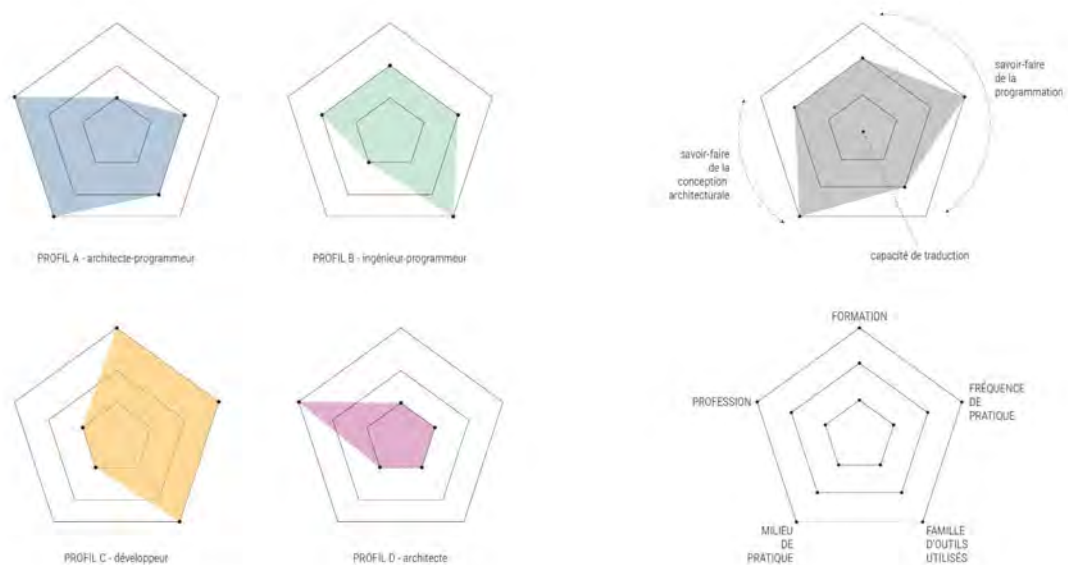 savoir-faire
de la
programmation
savoir-faire
de la
conception
architecturale
capacité de traduction
PROFIL A - architecte-programmeur
PROFIL B - ingénieur-programmeur
FORMATION
PROFESSION
FRÉQUENCE
DE
PRATIQUE
MILIEU
DE
PRATIQUE
FAMILLE
D'OUTILS
UTILISÉS
PROFIL C - développeur
PROFIL D - architecte